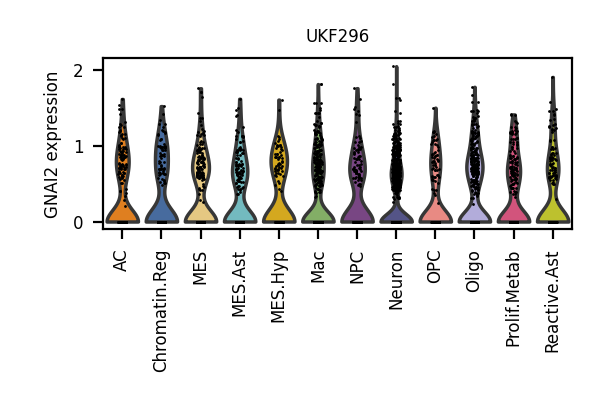 UKF296
GNAI2 expression
2
1
0
AC
Chromatin.Reg
MES
MES.Ast
MES.Hyp
Mac
NPC
Neuron
OPC
Oligo
Prolif.Metab
Reactive.Ast